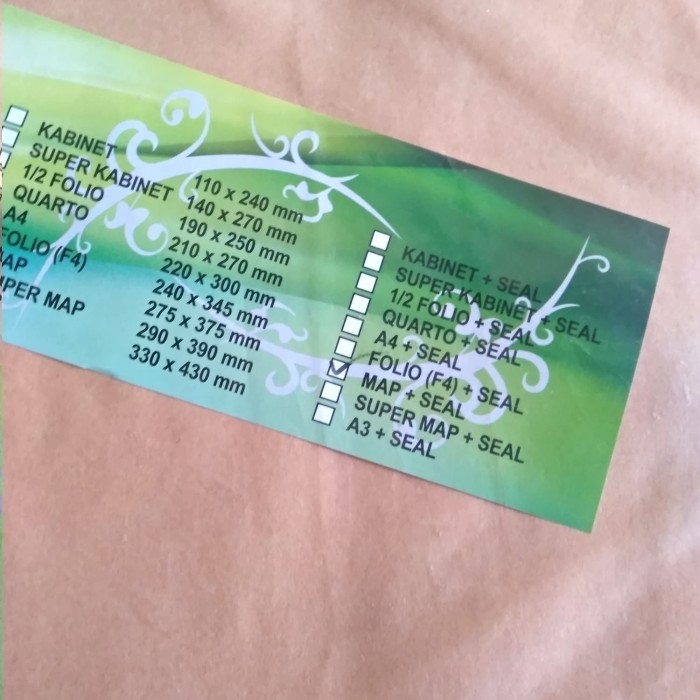 KABINET
SUPER KABINET
1/2 FOLIO
QUARTO
A4
FOLIO (F4)
MAP
SUPER MAP
110 x 240 mm
140 x 270 mm
190 x 250 mm
210 x 270 mm
220 x 300 mm
240 x 345 mm
275 x 375 mm
290 x 390 mm
330 x 430 mm
KABINET + SEAL
SUPER KABINET + SEAL
1/2 FOLIO + SEAL
QUARTO + SEAL
A4 + SEAL
FOLIO (F4) + SEAL
MAP + SEAL
SUPER MAP + SEAL
A3 + SEAL